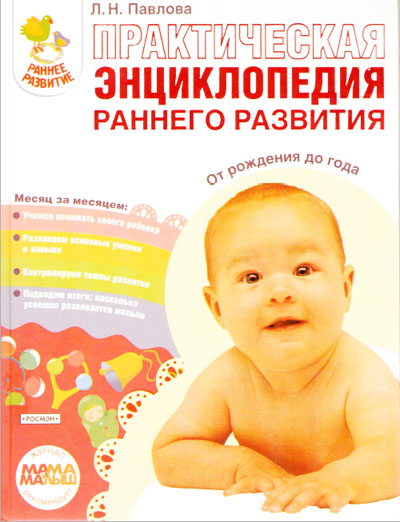 Л. Н. Павлова
ПРАКТИЧЕСКАЯ
ЭНЦИКЛОПЕДИЯ
РАННЕГО РАЗВИТИЯ
РАННЕЕ
РАЗВИТИЕ
От рождения до года
Месяц за месяцем:
Учимся понимать своего ребенка
Развиваем основные умения
и навыки
Контролируем темпы развития
Подводим итоги: насколько
успешно развивается малыш
РОСМЭН
ЖУРНАЛ
МАМА
и
МАЛЫШ
рекомендует